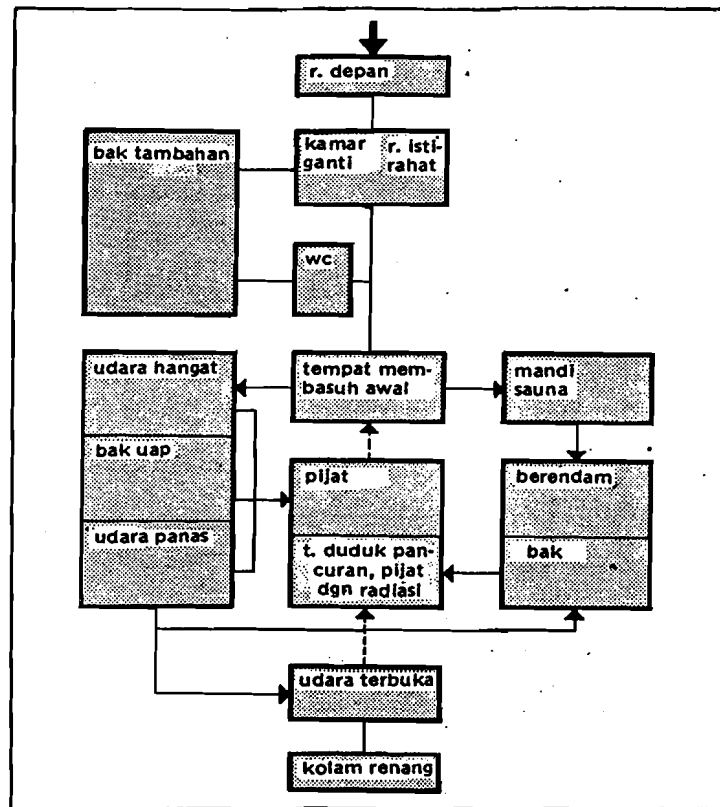 r. depan
bak tambahan
kamar
ganti
r. isti-
rahat
wc
udara hangat
tempat mem-
basuh awal
mandi
sauna
bak uap
pijat
berendam
udara panas
t. duduk pan-
curan, pijat
dgn radiasi
bak
udara terbuka
kolam renang